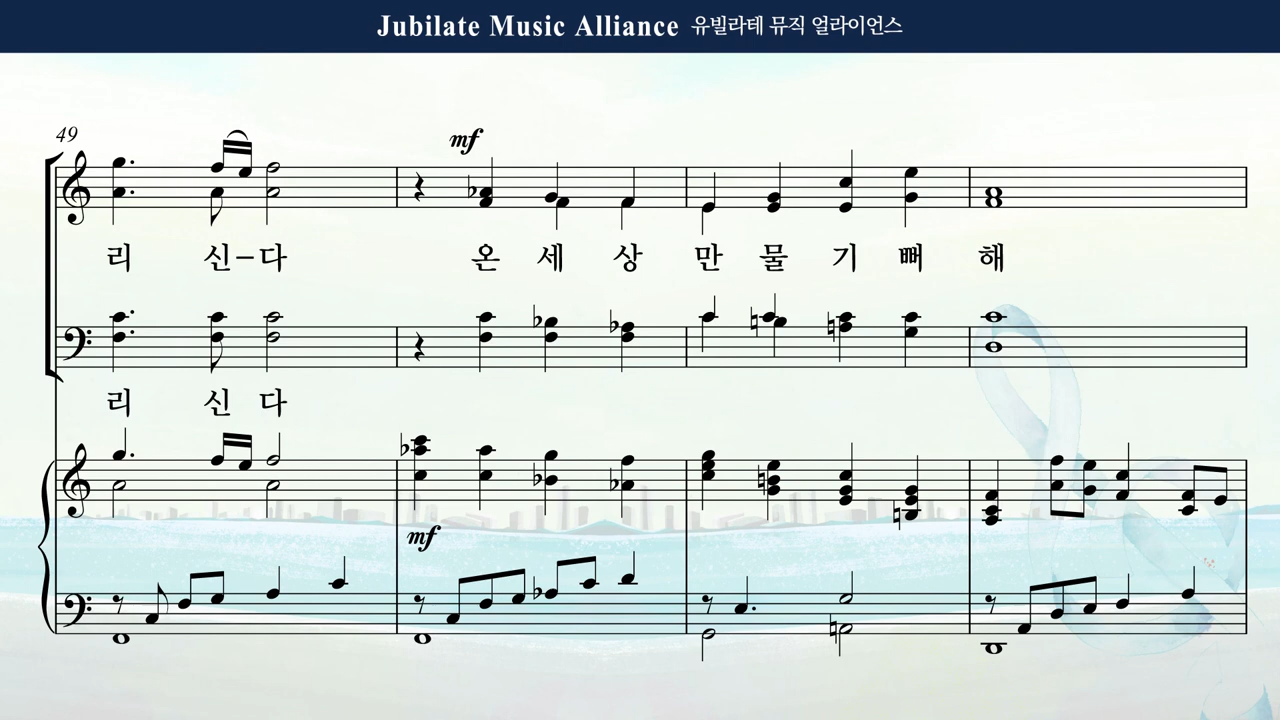 Jubilate Music Alliance 유빌라테 뮤직 얼라이언스
49
mf
리 신-다 온 세 상 만 물 기 뻐 해
리 신 다
mf